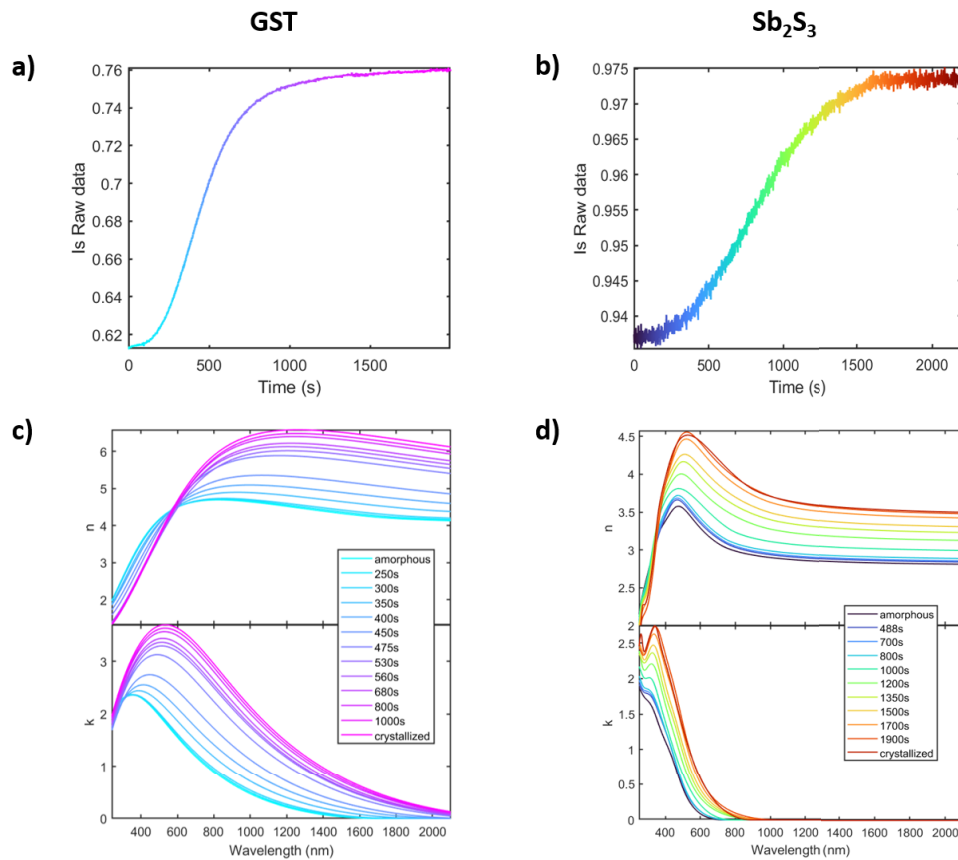 GST
Sb₂S₃
a)
0.76
0.74
0.72
0.7
0.68
0.66
0.64
0.62
Is Raw data
0
500
1000
1500
Time (s)
b)
0.975
0.97
0.965
0.96
0.955
0.95
0.945
0.94
Is Raw data
0
500
1000
1500
2000
Time (s)
c)
6
5
4
3
2
n
3
2
1
0
k
400
600
800
1000
1200
1400
1600
1800
2000
Wavelength (nm)
amorphous
250s
300s
350s
400s
450s
475s
530s
560s
680s
800s
1000s
crystallized
d)
4.5
4
3.5
3
2.5
2
n
2.5
2
1.5
1
0.5
0
k
400
600
800
1000
1200
1400
1600
1800
2000
Wavelength (nm)
amorphous
488s
700s
800s
1000s
1200s
1350s
1500s
1700s
1900s
crystallized